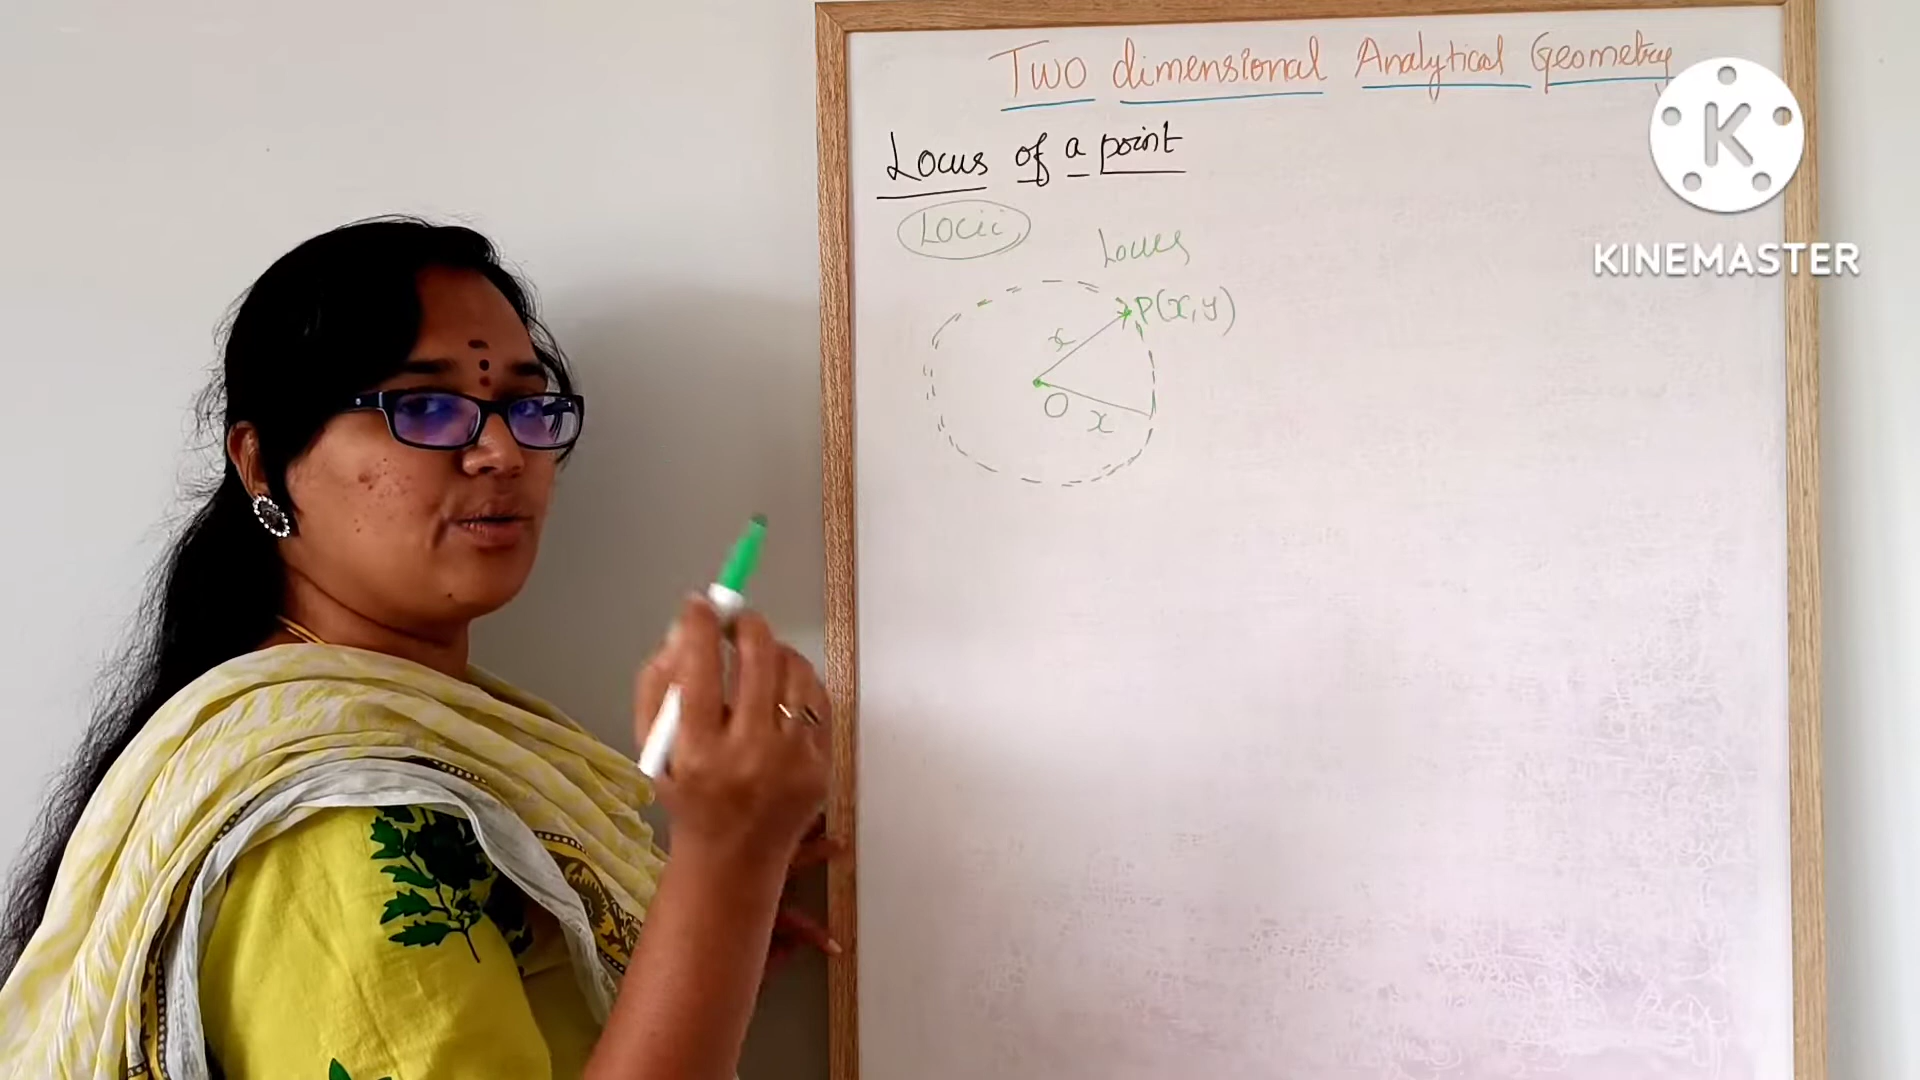 Two dimensional Analytical Geometry
Locus of a point
Locii
Locus
P(x,y)
x
O
x
K
KINEMASTER